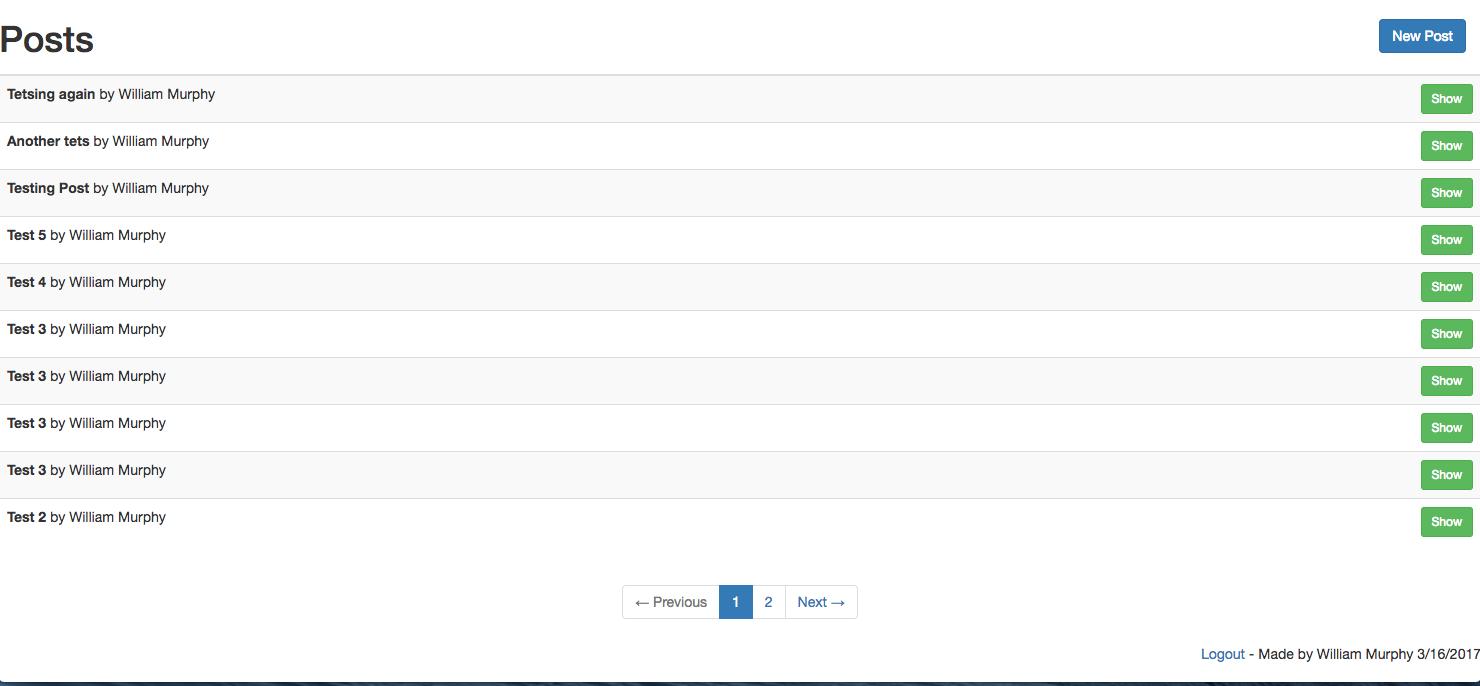 Posts
New Post
Tetsing again by William Murphy
Show
Another tets by William Murphy
Show
Testing Post by William Murphy
Show
Test 5 by William Murphy
Show
Test 4 by William Murphy
Show
Test 3 by William Murphy
Show
Test 3 by William Murphy
Show
Test 3 by William Murphy
Show
Test 3 by William Murphy
Show
Test 2 by William Murphy
Show
← Previous 1 2 Next →
Logout - Made by William Murphy 3/16/2017